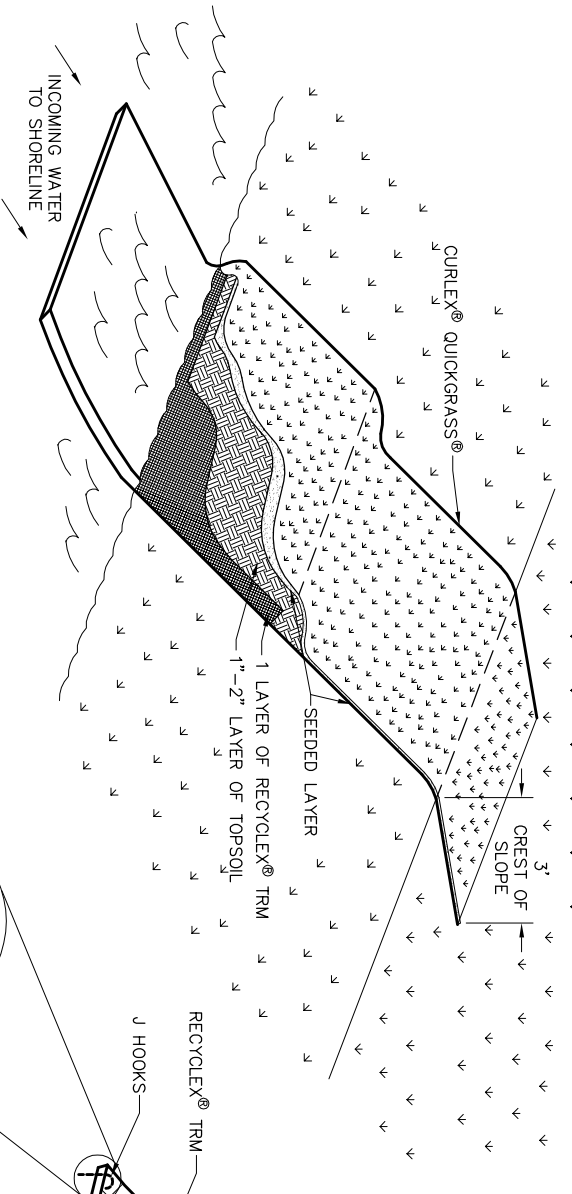 INCOMING WATER
TO SHORELINE
CURLEX® QUICKGRASS®
3'
CREST OF
SLOPE
SEEDED LAYER
1 LAYER OF RECYCLEX® TRM
1"-2" LAYER OF TOPSOIL
RECYCLEX® TRM
J HOOKS